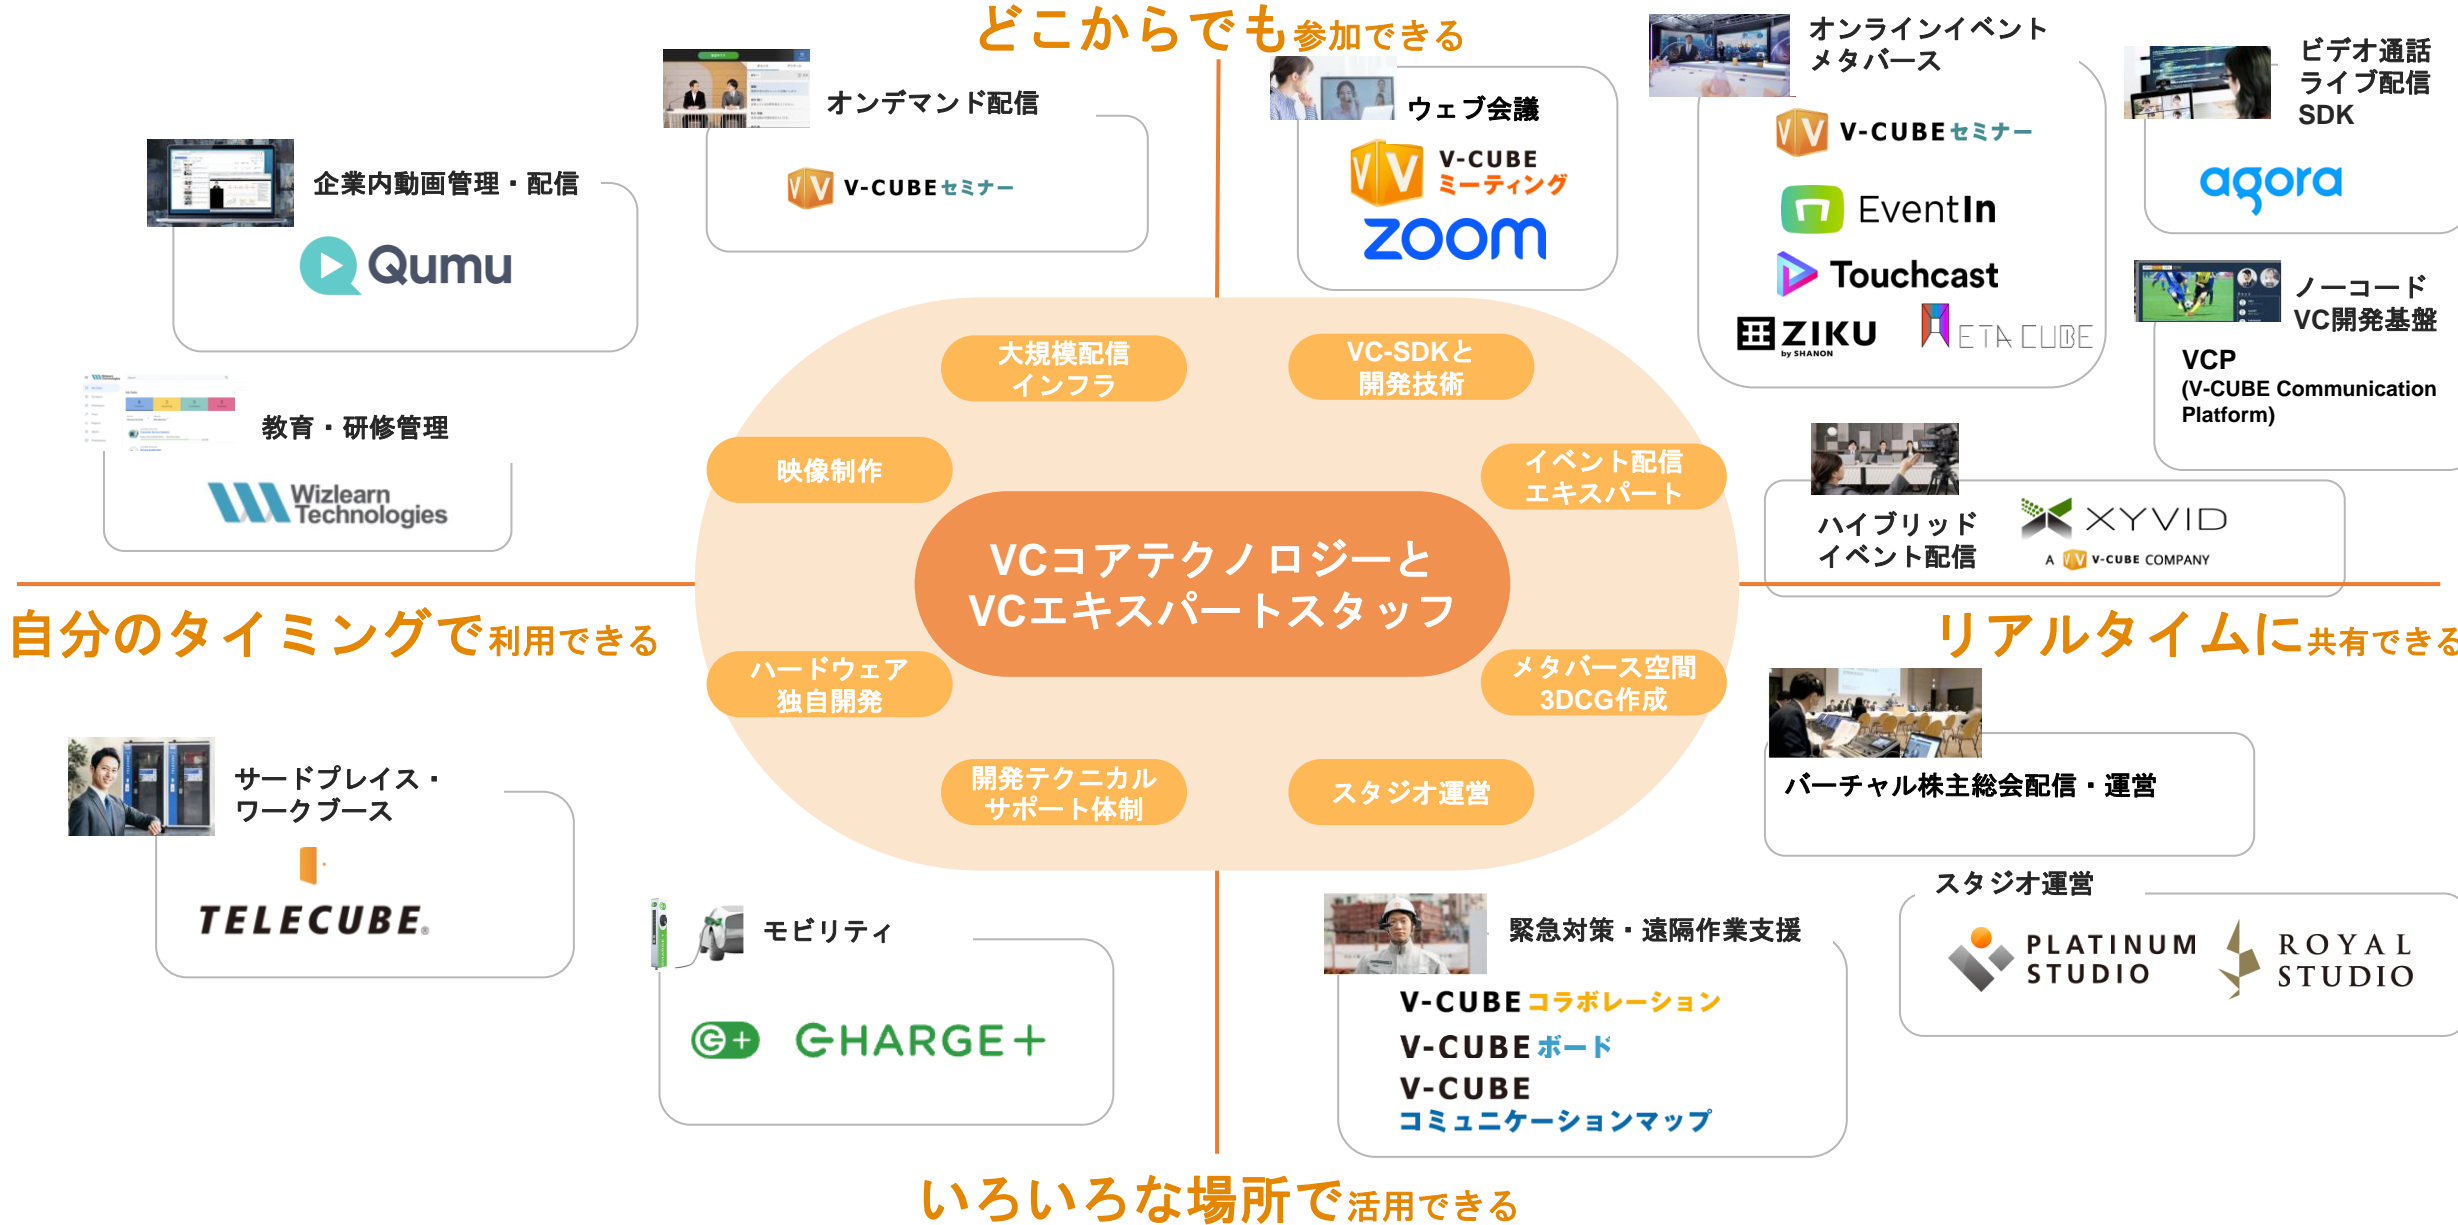 どこからでも参加できる
オンデマンド配信
V-CUBEセミナー
企業内動画管理・配信
Qumu
教育・研修管理
Wizlearn
Technologies
ウェブ会議
V-CUBE
ミーティング
zoom
オンラインイベント
メタバース
V-CUBEセミナー
EventIn
Touchcast
ZIKU
by SHANON
METACUBE
ビデオ通話
ライブ配信
SDK
agora
ノーコード
VC開発基盤
VCP
(V-CUBE Communication
Platform)
ハイブリッド
イベント配信
XYVID
A V-CUBE COMPANY
大規模配信
インフラ
VC-SDKと
開発技術
映像制作
イベント配信
エキスパート
VCコアテクノロジーと
VCエキスパートスタッフ
ハードウェア
独自開発
メタバース空間
3DCG作成
開発テクニカル
サポート体制
スタジオ運営
自分のタイミングで利用できる
リアルタイムに共有できる
サードプレイス・
ワークブース
TELECUBE®
モビリティ
CHARGE+
緊急対策・遠隔作業支援
V-CUBEコラボレーション
V-CUBEボード
V-CUBE
コミュニケーションマップ
バーチャル株主総会配信・運営
スタジオ運営
PLATINUM
STUDIO
ROYAL
STUDIO
いろいろな場所で活用できる